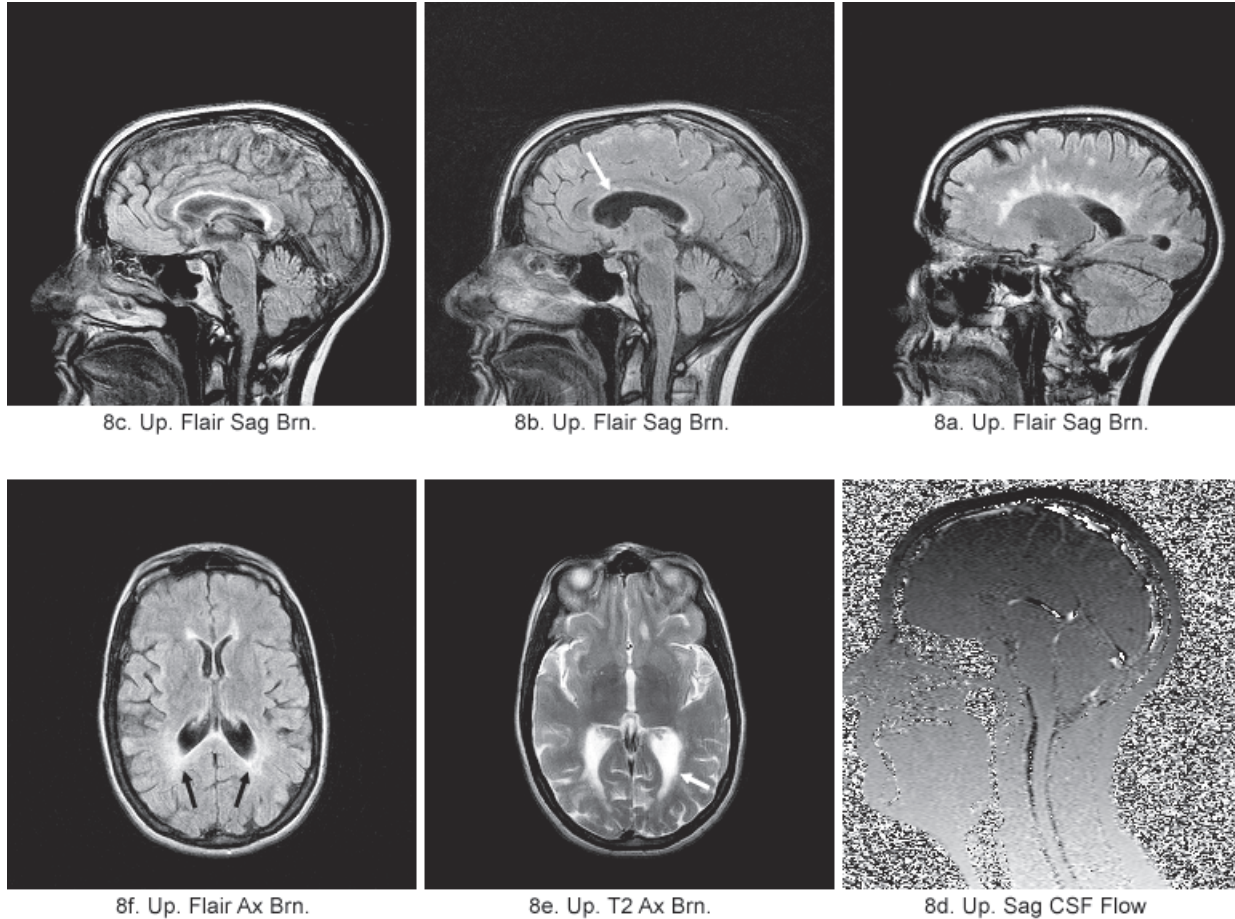 8c. Up. Flair Sag Brn.
8b. Up. Flair Sag Brn.
8a. Up. Flair Sag Brn.
8f. Up. Flair Ax Brn.
8e. Up. T2 Ax Brn.
8d. Up. Sag CSF Flow